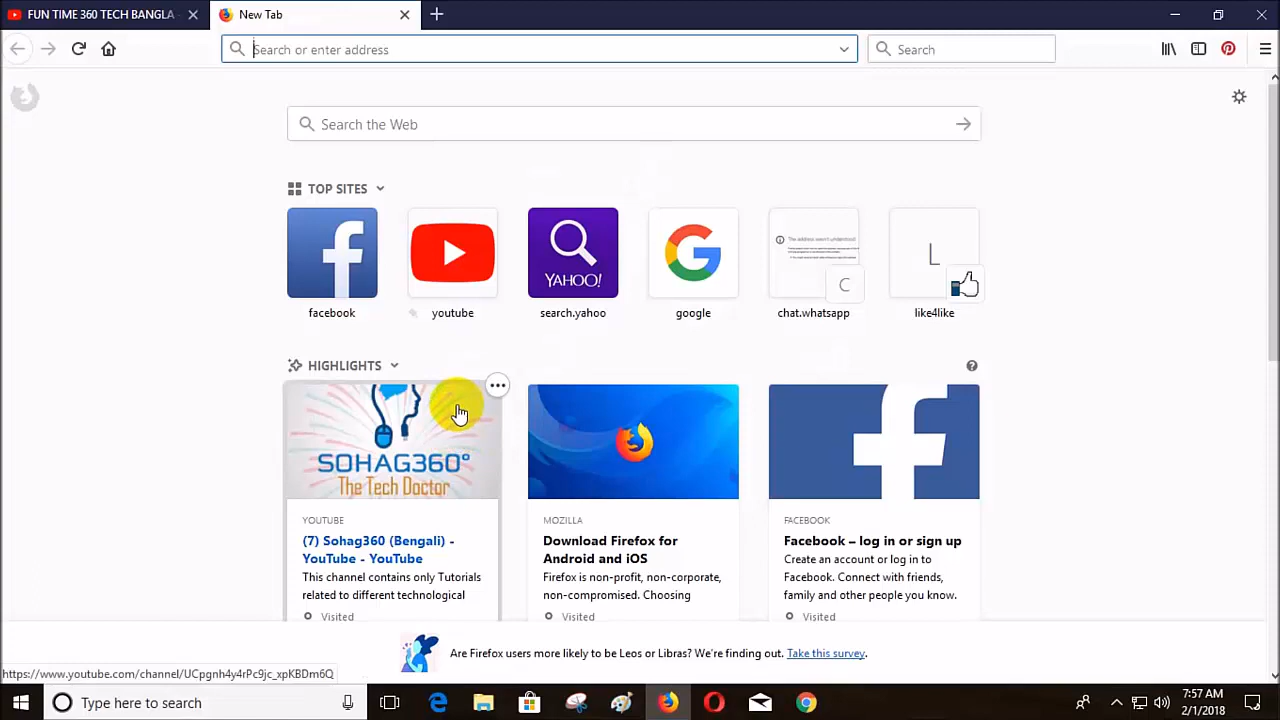 FUN TIME 360 TECH BANGLA -
New Tab
Search or enter address
Search
Search the Web
TOP SITES
YAHOO!
The address wasn't understood
C
L
facebook
youtube
search.yahoo
google
chat.whatsapp
like4like
HIGHLIGHTS
SOHAG360°
The Tech Doctor
YOUTUBE
(7) Sohag360 (Bengali) -
YouTube - YouTube
This channel contains only Tutorials
related to different technological
Visited
MOZILLA
Download Firefox for
Android and iOS
Firefox is non-profit, non-corporate,
non-compromised. Choosing
Visited
FACEBOOK
Facebook – log in or sign up
Create an account or log in to
Facebook. Connect with friends,
family and other people you know.
Visited
Are Firefox users more likely to be Leos or Libras? We're finding out. Take this survey.
https://www.youtube.com/channel/UCpgnh4y4rPc9jc_xpKBDm6Q
Type here to search
7:57 AM
2/1/2018